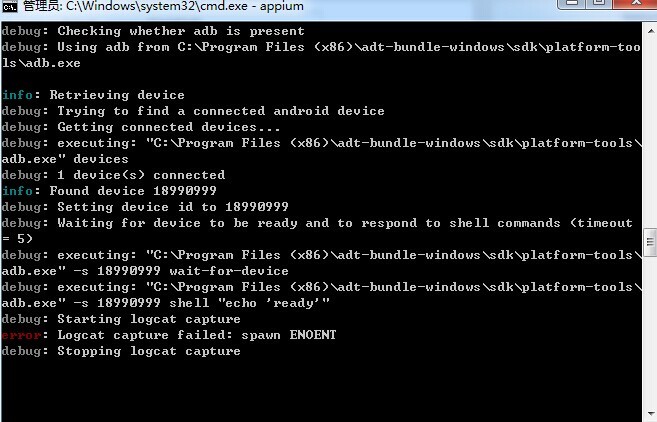 管理员: C:\Windows\system32\cmd.exe - appium
debug: Checking whether adb is present
debug: Using adb from C:\Program Files (x86)\adt-bundle-windows\sdk\platform-too
ls\adb.exe
info: Retrieving device
debug: Trying to find a connected android device
debug: Getting connected devices...
debug: executing: "C:\Program Files (x86)\adt-bundle-windows\sdk\platform-tools\
adb.exe" devices
debug: 1 device(s) connected
info: Found device 18990999
debug: Setting device id to 18990999
debug: Waiting for device to be ready and to respond to shell commands (timeout
= 5)
debug: executing: "C:\Program Files (x86)\adt-bundle-windows\sdk\platform-tools\
adb.exe" -s 18990999 wait-for-device
debug: executing: "C:\Program Files (x86)\adt-bundle-windows\sdk\platform-tools\
adb.exe" -s 18990999 shell "echo 'ready'"
debug: Starting logcat capture
error: Logcat capture failed: spawn ENOENT
debug: Stopping logcat capture